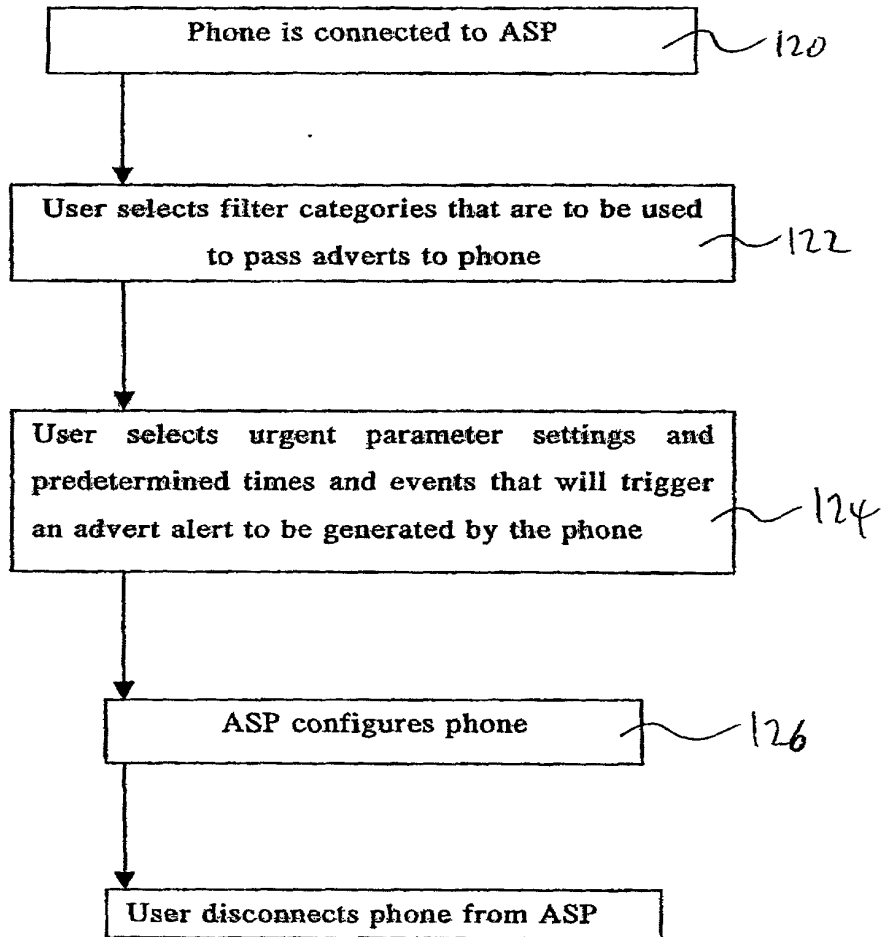 Phone is connected to ASP
120
User selects filter categories that are to be used
to pass adverts to phone
122
User selects urgent parameter settings and
predetermined times and events that will trigger
an advert alert to be generated by the phone
124
ASP configures phone
126
User disconnects phone from ASP